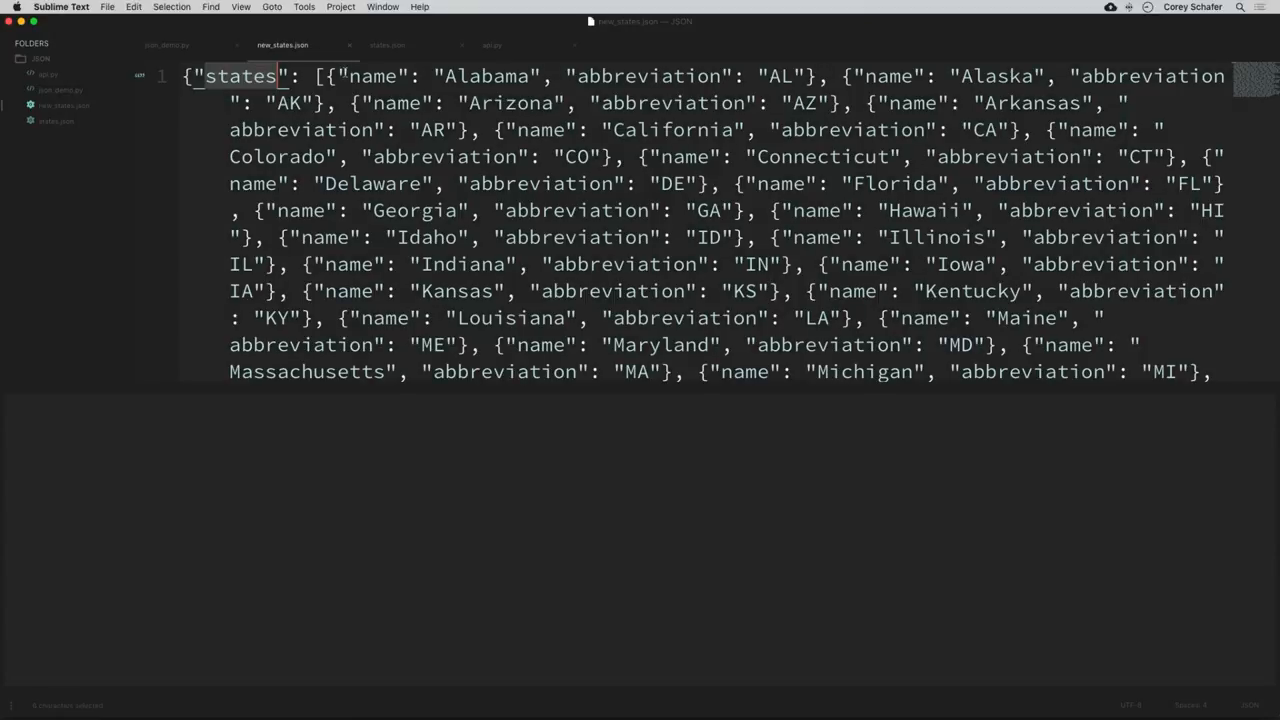 Sublime Text File Edit Selection Find View Goto Tools Project Window Help Corey Schafer
new_states.json — JSON
FOLDERS
JSON
api.py
json_demo.py
new_states.json
states.json
json_demo.py new_states.json states.json api.py
1 {"states": [{"name": "Alabama", "abbreviation": "AL"}, {"name": "Alaska", "abbreviation
": "AK"}, {"name": "Arizona", "abbreviation": "AZ"}, {"name": "Arkansas", "
abbreviation": "AR"}, {"name": "California", "abbreviation": "CA"}, {"name": "
Colorado", "abbreviation": "CO"}, {"name": "Connecticut", "abbreviation": "CT"}, {"
name": "Delaware", "abbreviation": "DE"}, {"name": "Florida", "abbreviation": "FL"}
, {"name": "Georgia", "abbreviation": "GA"}, {"name": "Hawaii", "abbreviation": "HI
"}, {"name": "Idaho", "abbreviation": "ID"}, {"name": "Illinois", "abbreviation": "
IL"}, {"name": "Indiana", "abbreviation": "IN"}, {"name": "Iowa", "abbreviation": "
IA"}, {"name": "Kansas", "abbreviation": "KS"}, {"name": "Kentucky", "abbreviation"
: "KY"}, {"name": "Louisiana", "abbreviation": "LA"}, {"name": "Maine", "
abbreviation": "ME"}, {"name": "Maryland", "abbreviation": "MD"}, {"name": "
Massachusetts", "abbreviation": "MA"}, {"name": "Michigan", "abbreviation": "MI"},
characters selected UTF-8 Spaces: 4 JSON